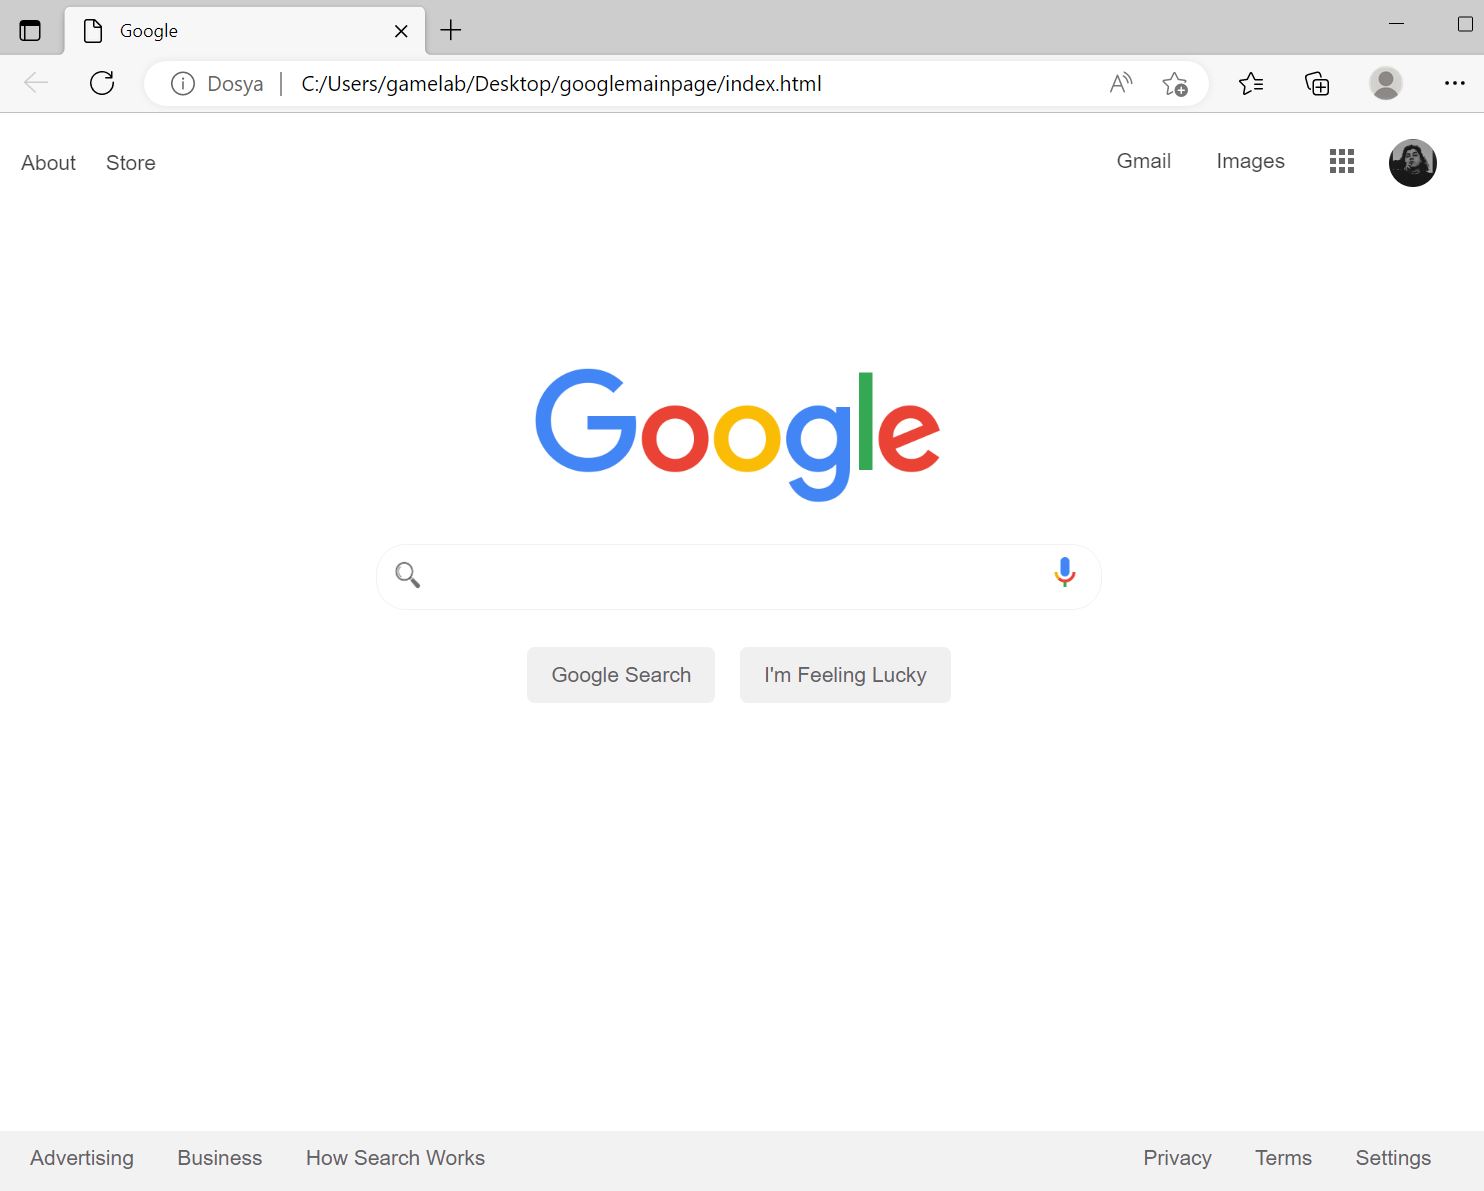 Google
Dosya | C:/Users/gamelab/Desktop/googlemainpage/index.html
About Store Gmail Images
Google
Google Search I'm Feeling Lucky
Advertising Business How Search Works Privacy Terms Settings